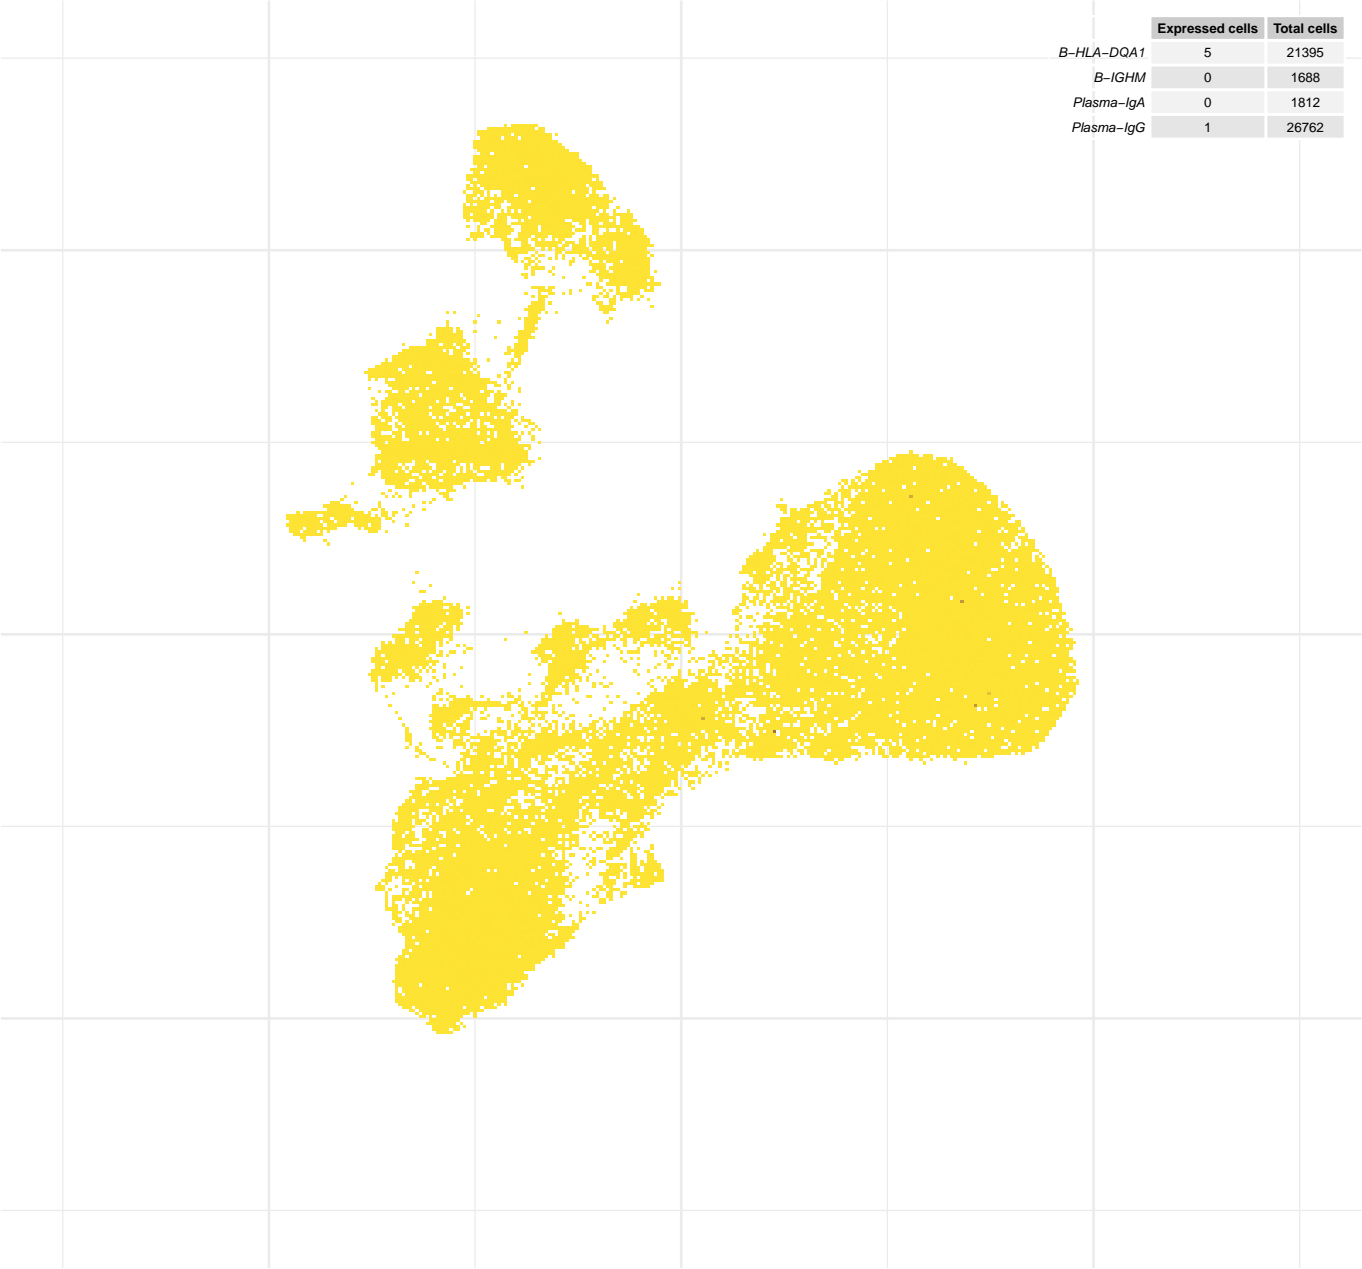 Expressed cells Total cells
B−HLA−DQA1 5 21395
B−IGHM 0 1688
Plasma−IgA 0 1812
Plasma−IgG 1 26762